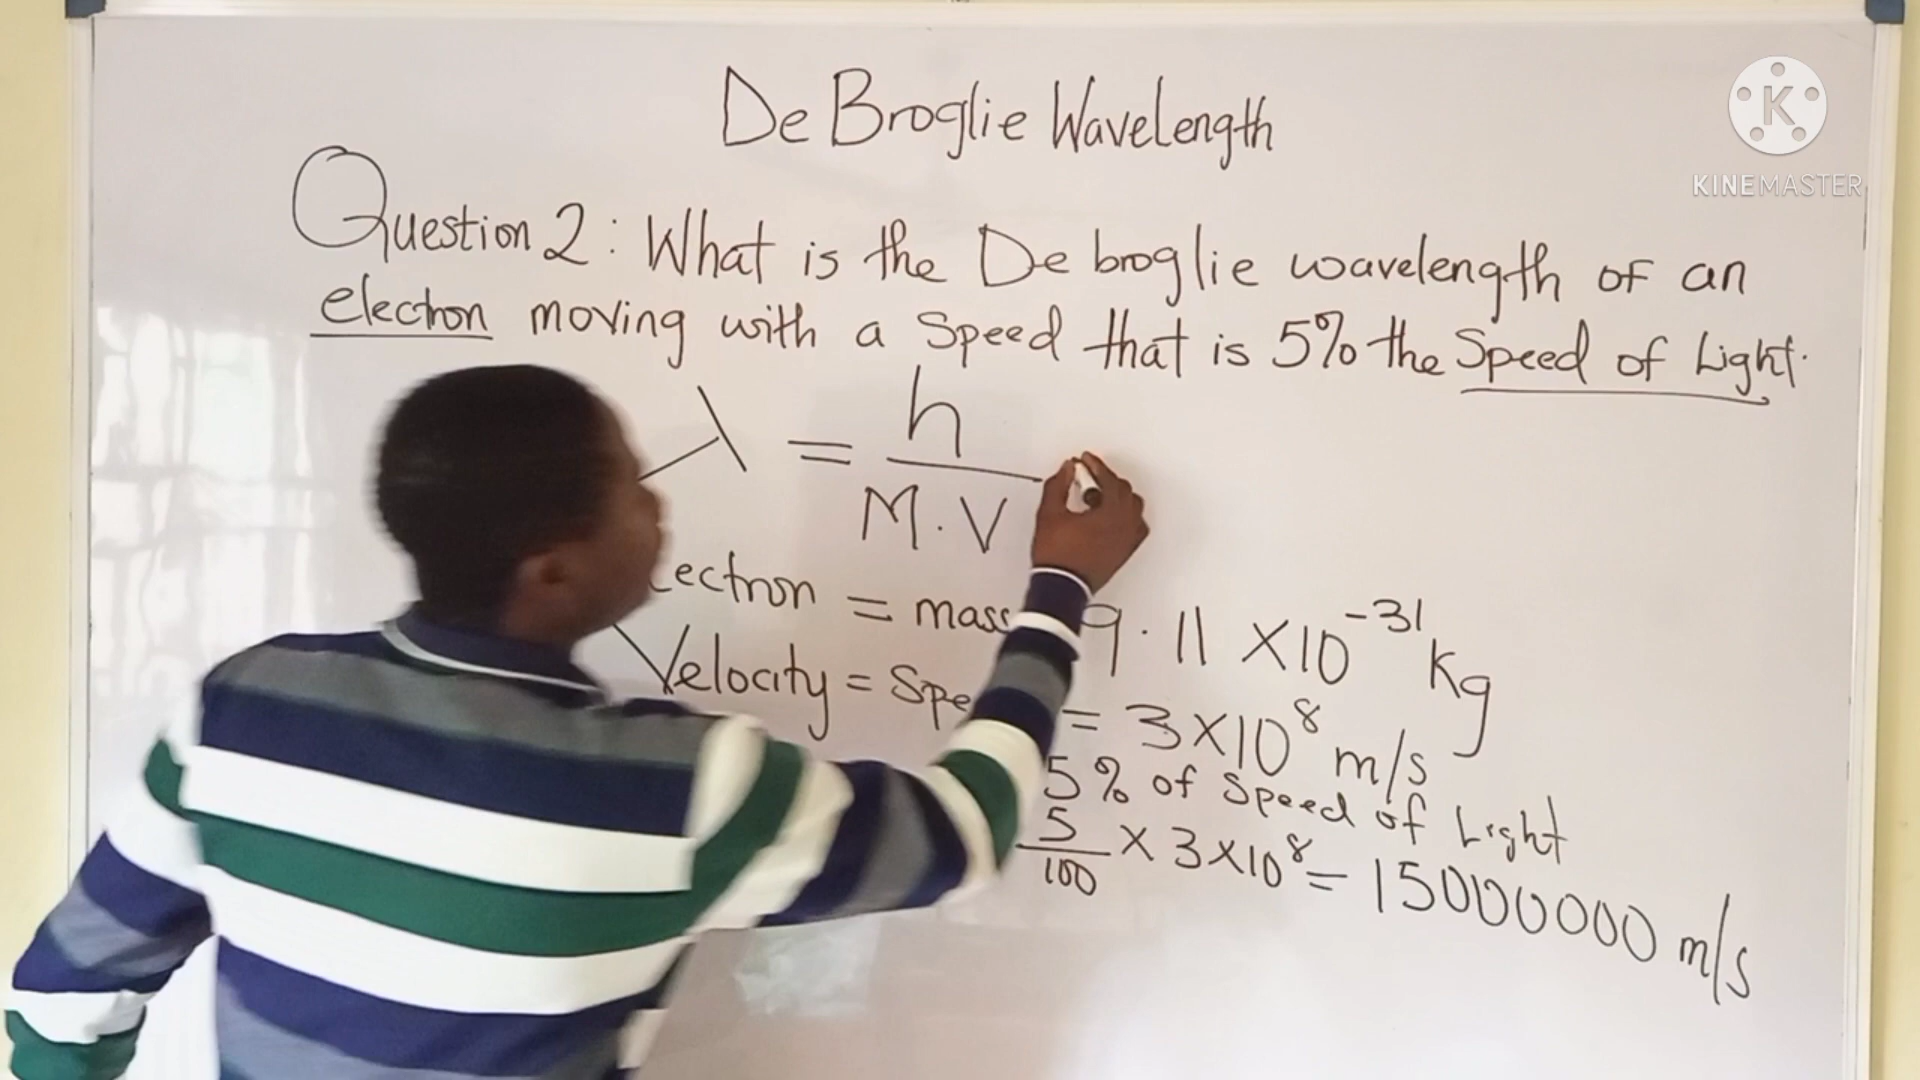 De Broglie Wavelength
K
KINEMASTER
Question 2: What is the De broglie wavelength of an
electron moving with a speed that is 5% the Speed of Light.
λ = h
M.V
ectron = mass 9.11 X10⁻³¹ Kg
Velocity = Spe = 3X10⁸ m/s
5% of Speed of Light
5/100 X 3X10⁸ = 15000000 m/s